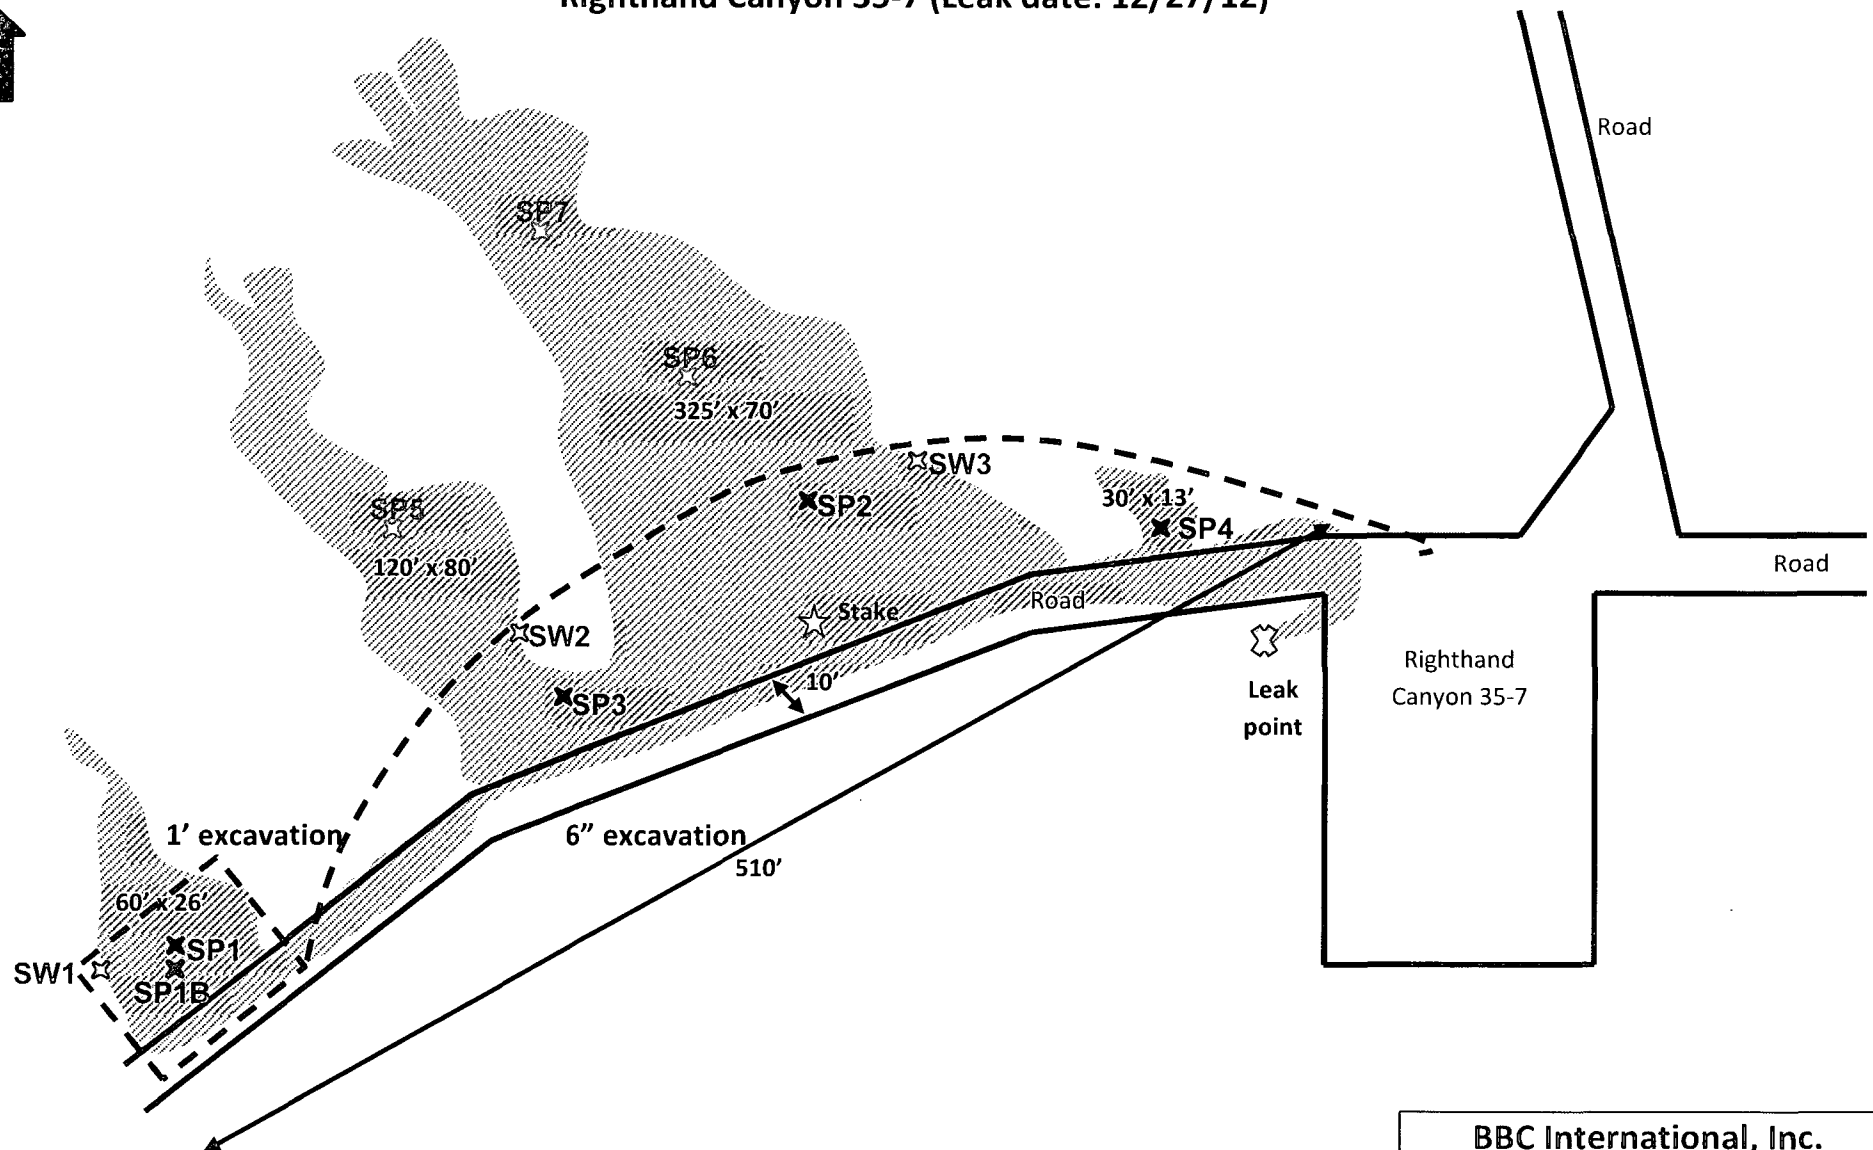 Righthand Canyon 35-7 (Leak date: 12/27/12)
Road
SP7
SP6
325' x 70'
SW3
SP2
30' x 13'
SP4
SP5
120' x 80'
Road
Stake
Road
SW2
10'
SP3
Leak
point
Righthand
Canyon 35-7
1' excavation
6" excavation
510'
60' x 26'
SP1
SW1
SP1B
BBC International, Inc.